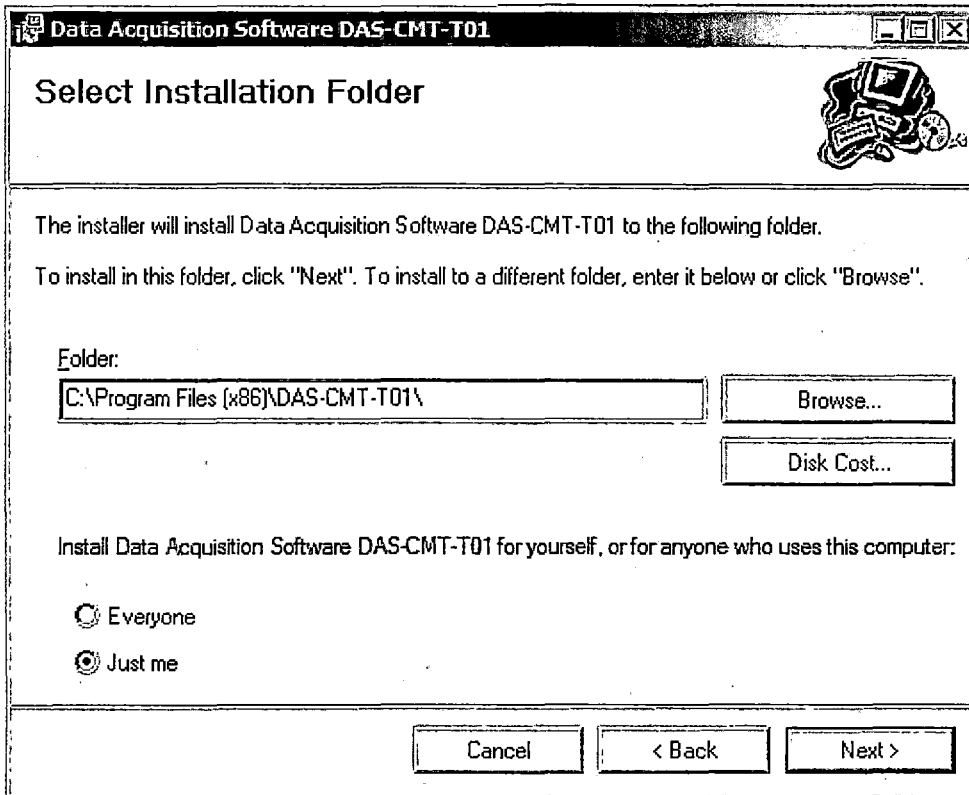 Data Acquisition Software DAS-CMT-T01
Select Installation Folder
The installer will install Data Acquisition Software DAS-CMT-T01 to the following folder.
To install in this folder, click "Next". To install to a different folder, enter it below or click "Browse".
Folder:
C:\Program Files (x86)\DAS-CMT-T01\
Browse...
Disk Cost...
Install Data Acquisition Software DAS-CMT-T01 for yourself, or for anyone who uses this computer:
Everyone
Just me
Cancel
< Back
Next >